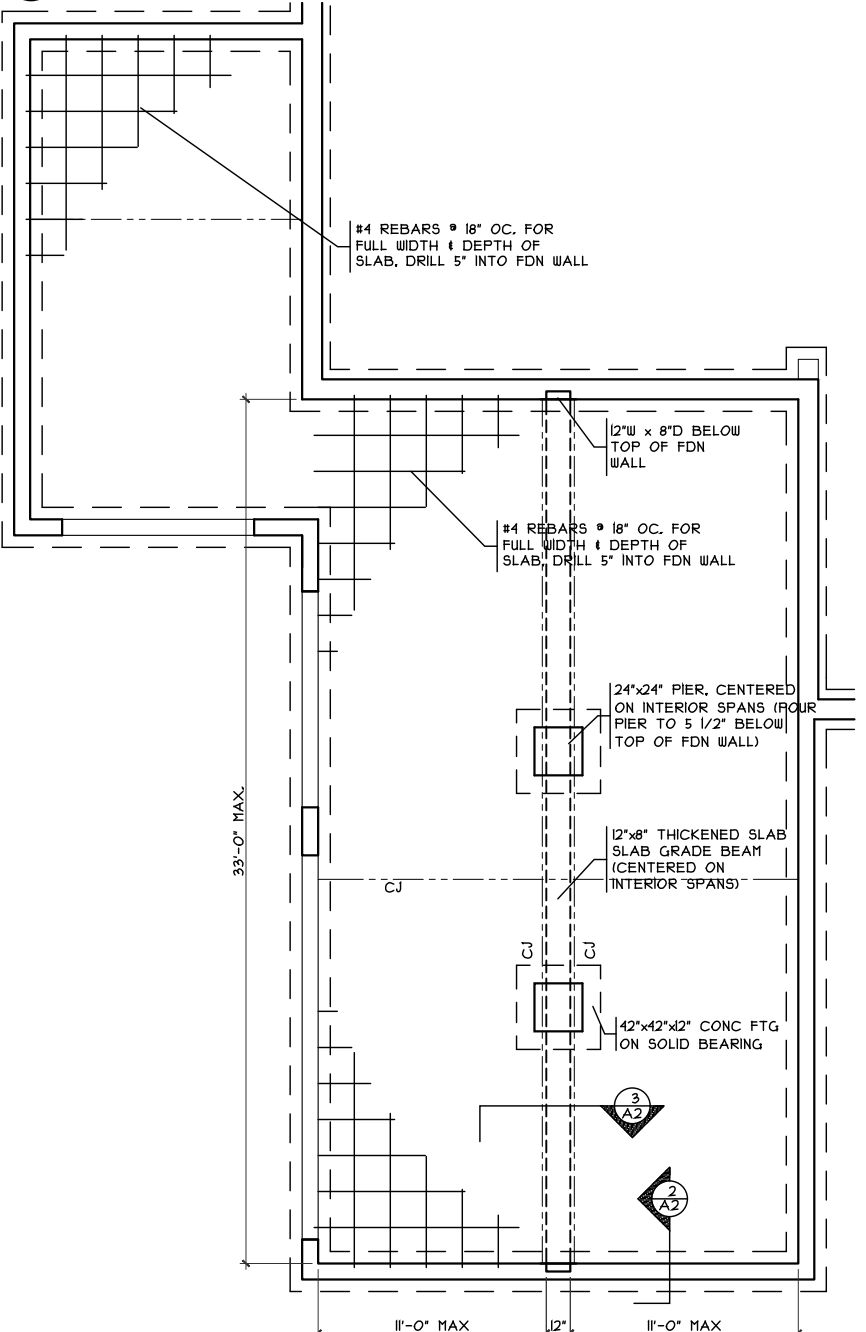 #4 REBARS @ 18" OC. FOR
FULL WIDTH & DEPTH OF
SLAB, DRILL 5" INTO FDN WALL
12"W x 8"D BELOW
TOP OF FDN
WALL
#4 REBARS @ 18" OC. FOR
FULL WIDTH & DEPTH OF
SLAB, DRILL 5" INTO FDN WALL
24"x24" PIER, CENTERED
ON INTERIOR SPANS (POUR
PIER TO 5 1/2" BELOW
TOP OF FDN WALL)
33'-0" MAX.
12"x8" THICKENED SLAB
SLAB GRADE BEAM
(CENTERED ON
INTERIOR SPANS)
CJ
CJ
CJ
42"x42"x12" CONC FTG
ON SOLID BEARING
3
A2
2
A2
11'-0" MAX
12"
11'-0" MAX